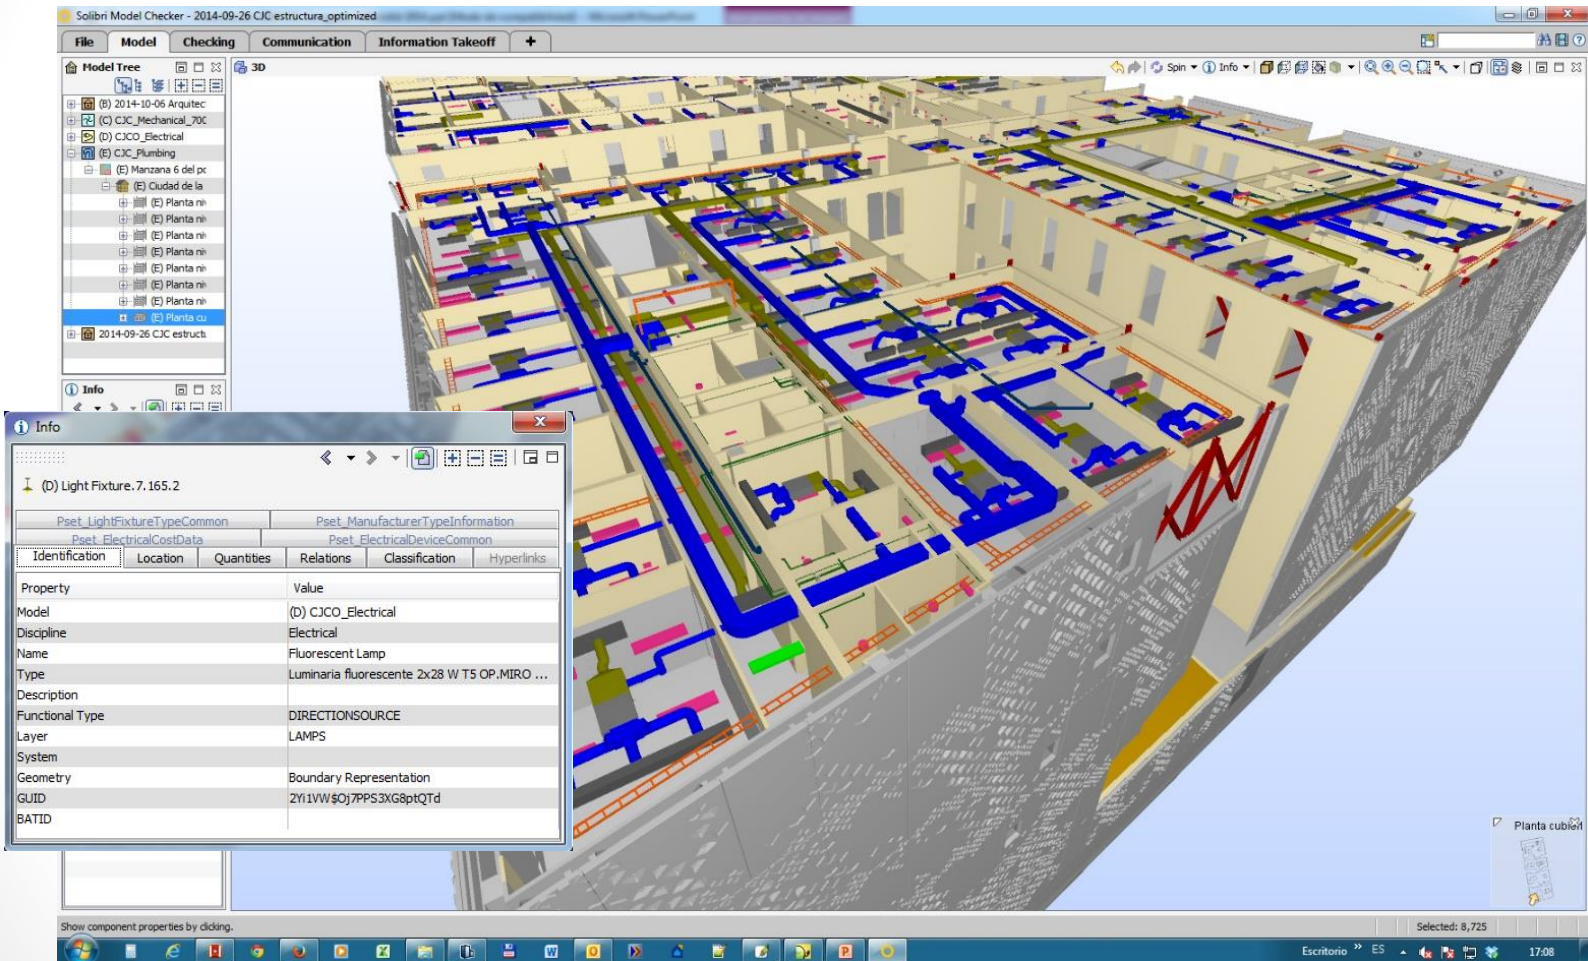 Solibri Model Checker - 2014-09-26 CJC estructura_optimized
File Model Checking Communication Information Takeoff +
Model Tree
3D
Spin Info
(B) 2014-10-06 Arquitec
(C) CJC_Mechanical_70C
(D) CJCO_Electrical
(E) CJC_Plumbing
(E) Manzana 6 del pc
(E) Ciudad de la
(E) Planta ni
(E) Planta ni
(E) Planta ni
(E) Planta ni
(E) Planta ni
(E) Planta ni
(E) Planta ni
(E) Planta cu
2014-09-26 CJC estruct
Info
Info
(D) Light Fixture.7.165.2
Pset_LightFixtureTypeCommon Pset_ManufacturerTypeInformation
Pset_ElectricalCostData Pset_ElectricalDeviceCommon
Identification Location Quantities Relations Classification Hyperlinks
Property Value
Model (D) CJCO_Electrical
Discipline Electrical
Name Fluorescent Lamp
Type Luminaria fluorescente 2x28 W T5 OP.MIRO ...
Description
Functional Type DIRECTIONSOURCE
Layer LAMPS
System
Geometry Boundary Representation
GUID 2Yi1VW$Oj7PPS3XG8ptQTd
BATID
Planta cubiert
Show component properties by clicking.
Selected: 8,725
Escritorio » ES 17:08